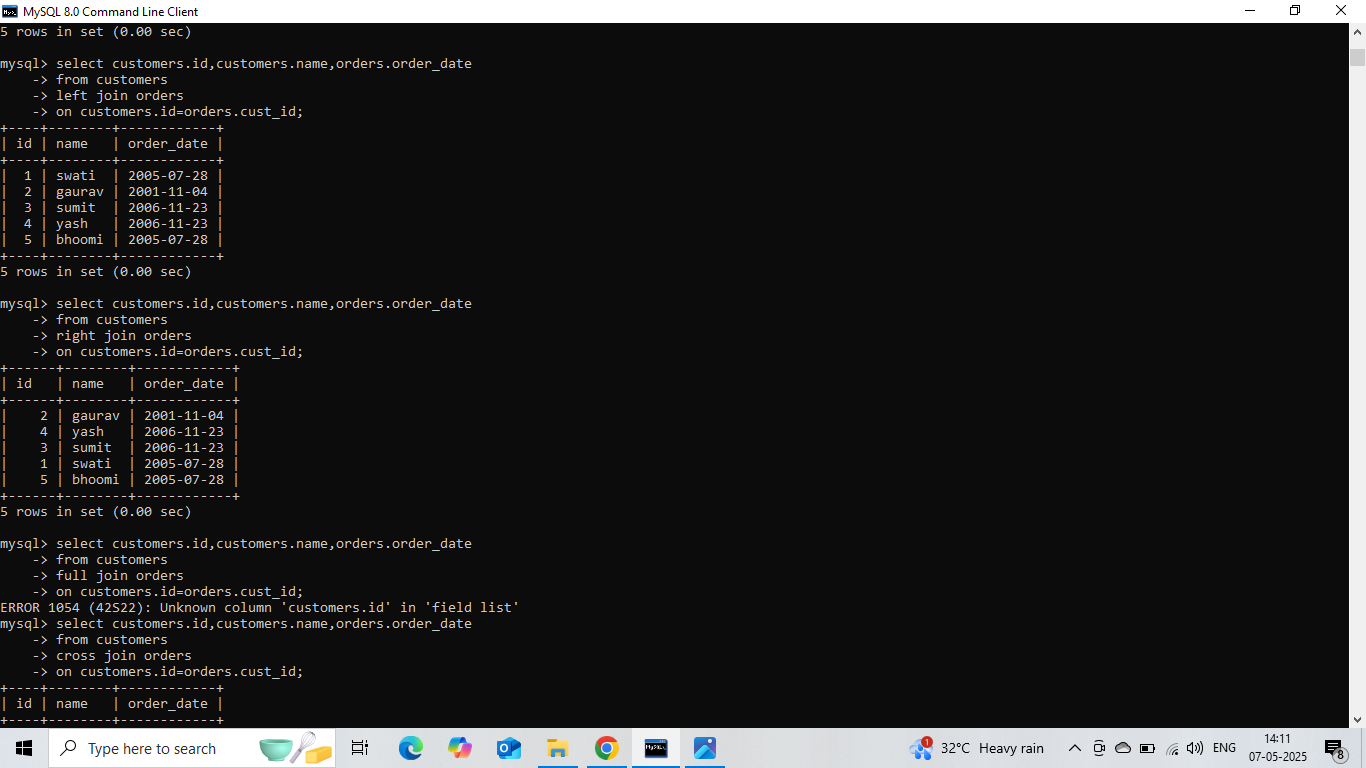 MySQL 8.0 Command Line Client
5 rows in set (0.00 sec)
mysql> select customers.id,customers.name,orders.order_date
    -> from customers
    -> left join orders
    -> on customers.id=orders.cust_id;
+----+--------+------------+
| id | name   | order_date |
+----+--------+------------+
|  1 | swati  | 2005-07-28 |
|  2 | gaurav | 2001-11-04 |
|  3 | sumit  | 2006-11-23 |
|  4 | yash   | 2006-11-23 |
|  5 | bhoomi | 2005-07-28 |
+----+--------+------------+
5 rows in set (0.00 sec)
mysql> select customers.id,customers.name,orders.order_date
    -> from customers
    -> right join orders
    -> on customers.id=orders.cust_id;
+------+--------+------------+
| id   | name   | order_date |
+------+--------+------------+
|    2 | gaurav | 2001-11-04 |
|    4 | yash   | 2006-11-23 |
|    3 | sumit  | 2006-11-23 |
|    1 | swati  | 2005-07-28 |
|    5 | bhoomi | 2005-07-28 |
+------+--------+------------+
5 rows in set (0.00 sec)
mysql> select customers.id,customers.name,orders.order_date
    -> from customers
    -> full join orders
    -> on customers.id=orders.cust_id;
ERROR 1054 (42S22): Unknown column 'customers.id' in 'field list'
mysql> select customers.id,customers.name,orders.order_date
    -> from customers
    -> cross join orders
    -> on customers.id=orders.cust_id;
+----+--------+------------+
| id | name   | order_date |
+----+--------+------------+
Type here to search
MySQL
1
32°C Heavy rain
ENG
14:11
07-05-2025
8